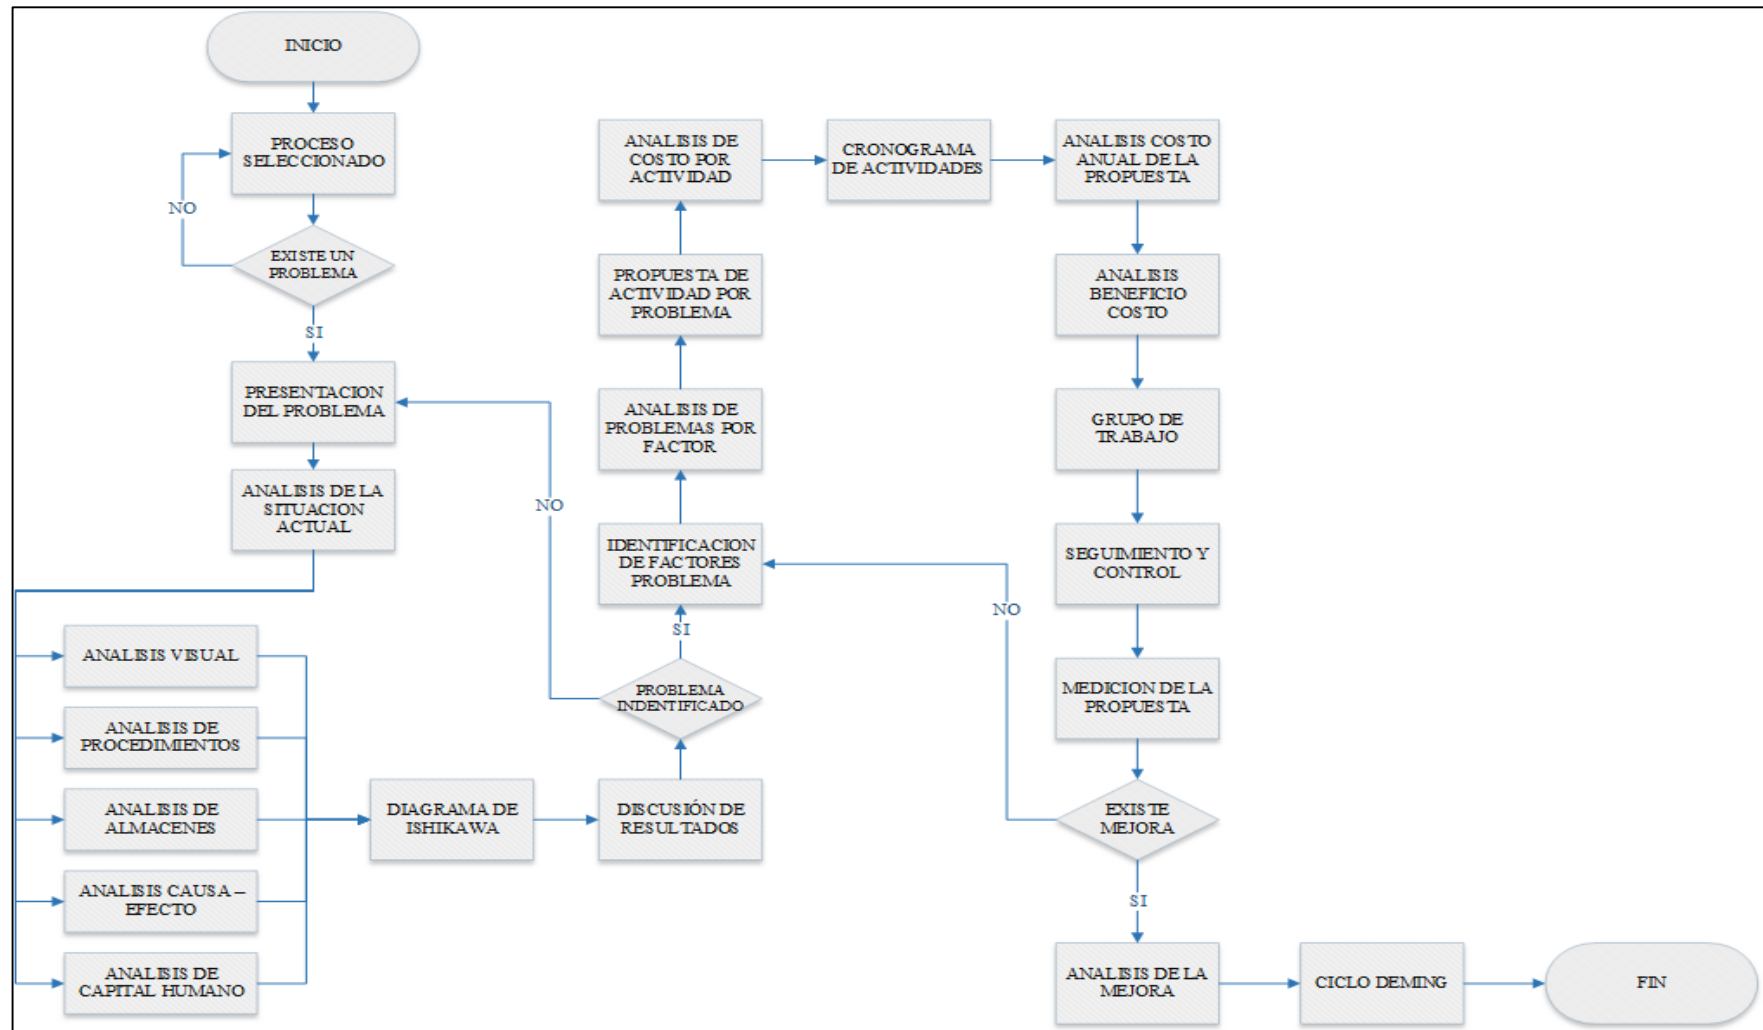 INICIO
PROCESO
SELECCIONADO
NO
EXISTE UN
PROBLEMA
SI
PRESENTACION
DEL PROBLEMA
ANALISIS DE LA
SITUACION
ACTUAL
ANALISIS VISUAL
ANALISIS DE
PROCEDIMIENTOS
ANALISIS DE
ALMACENES
ANALISIS CAUSA –
EFECTO
ANALISIS DE
CAPITAL HUMANO
DIAGRAMA DE
ISHIKAWA
DISCUSIÓN DE
RESULTADOS
PROBLEMA
INDENTIFICADO
NO
SI
IDENTIFICACION
DE FACTORES
PROBLEMA
ANALISIS DE
PROBLEMAS POR
FACTOR
PROPUESTA DE
ACTIVIDAD POR
PROBLEMA
ANALISIS DE
COSTO POR
ACTIVIDAD
CRONOGRAMA
DE ACTIVIDADES
ANALISIS COSTO
ANUAL DE LA
PROPUESTA
ANALISIS
BENEFICIO
COSTO
GRUPO DE
TRABAJO
SEGUIMIENTO Y
CONTROL
MEDICION DE LA
PROPUESTA
EXISTE
MEJORA
NO
SI
ANALISIS DE LA
MEJORA
CICLO DEMING
FIN